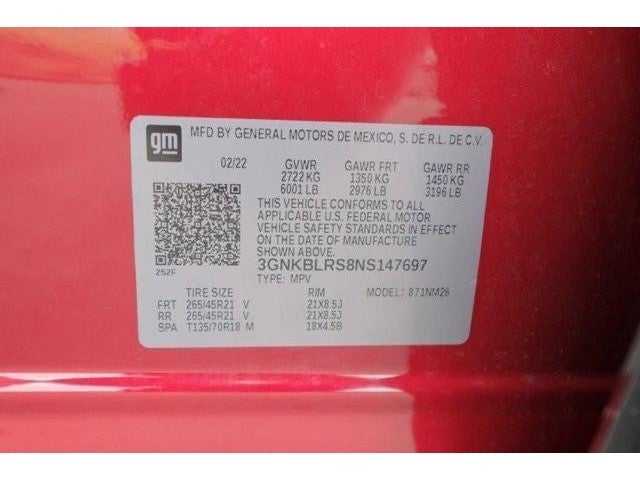 gm
MFD BY GENERAL MOTORS DE MEXICO, S. DE R.L. DE C.V.
02/22 GVWR GAWR FRT GAWR RR
2722 KG 1350 KG 1450 KG
6001 LB 2976 LB 3196 LB
THIS VEHICLE CONFORMS TO ALL
APPLICABLE U.S. FEDERAL MOTOR
VEHICLE SAFETY STANDARDS IN EFFECT
ON THE DATE OF MANUFACTURE
SHOWN ABOVE.
252F
3GNKBLRS8NS147697
TYPE: MPV
TIRE SIZE RIM MODEL: 871NM26
FRT 265/45R21 V 21X8.5J
RR 265/45R21 V 21X8.5J
SPA T135/70R18 M 18X4.5B